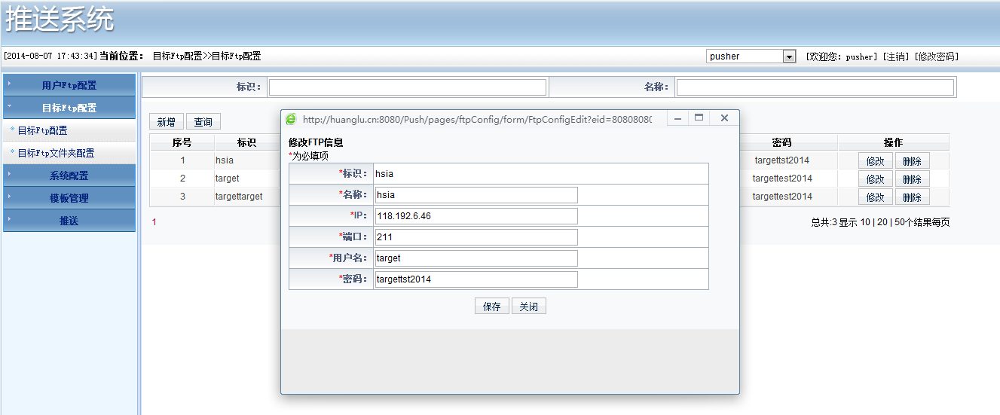 推送系统
[2014-08-07 17:43:34] 当前位置： 目标Ftp配置>>目标Ftp配置
pusher
[欢迎您：pusher] [注销] [修改密码]
用户Ftp配置
目标Ftp配置
目标Ftp配置
目标Ftp文件夹配置
系统配置
模板管理
推送
标识：
名称：
新增 查询
序号 标识 密码 操作
1 hsia targettst2014 修改 删除
2 target targettest2014 修改 删除
3 targettarget targettest2014 修改 删除
1
总共:3 显示 10 | 20 | 50个结果每页
http://huanglu.cn:8080/Push/pages/ftpConfig/form/FtpConfigEdit?eid=8080808
修改FTP信息
*为必填项
*标识： hsia
*名称： hsia
*IP： 118.192.6.46
*端口： 211
*用户名： target
*密码： targettst2014
保存 关闭